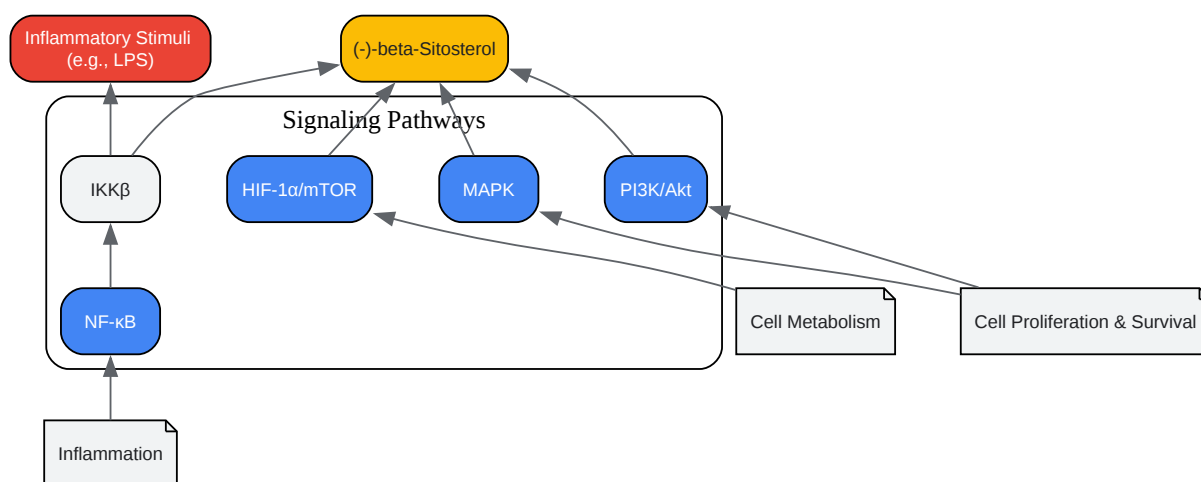 Inflammatory Stimuli
(e.g., LPS)
(-)-beta-Sitosterol
Signaling Pathways
IKKβ
HIF-1α/mTOR
MAPK
PI3K/Akt
NF-κB
Cell Metabolism
Cell Proliferation & Survival
Inflammation